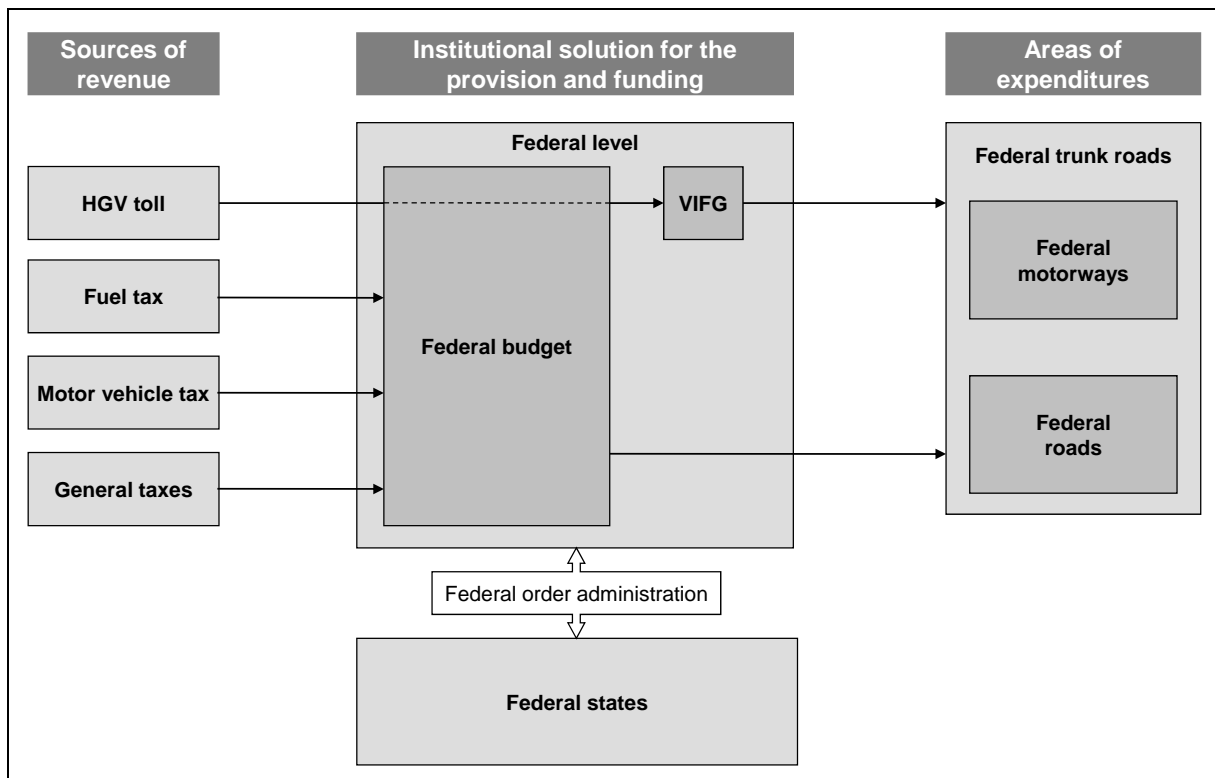 Sources of
revenue
Institutional solution for the
provision and funding
Areas of
expenditures
Federal level
Federal trunk roads
HGV toll
VIFG
Federal
motorways
Fuel tax
Federal budget
Motor vehicle tax
Federal
roads
General taxes
Federal order administration
Federal states